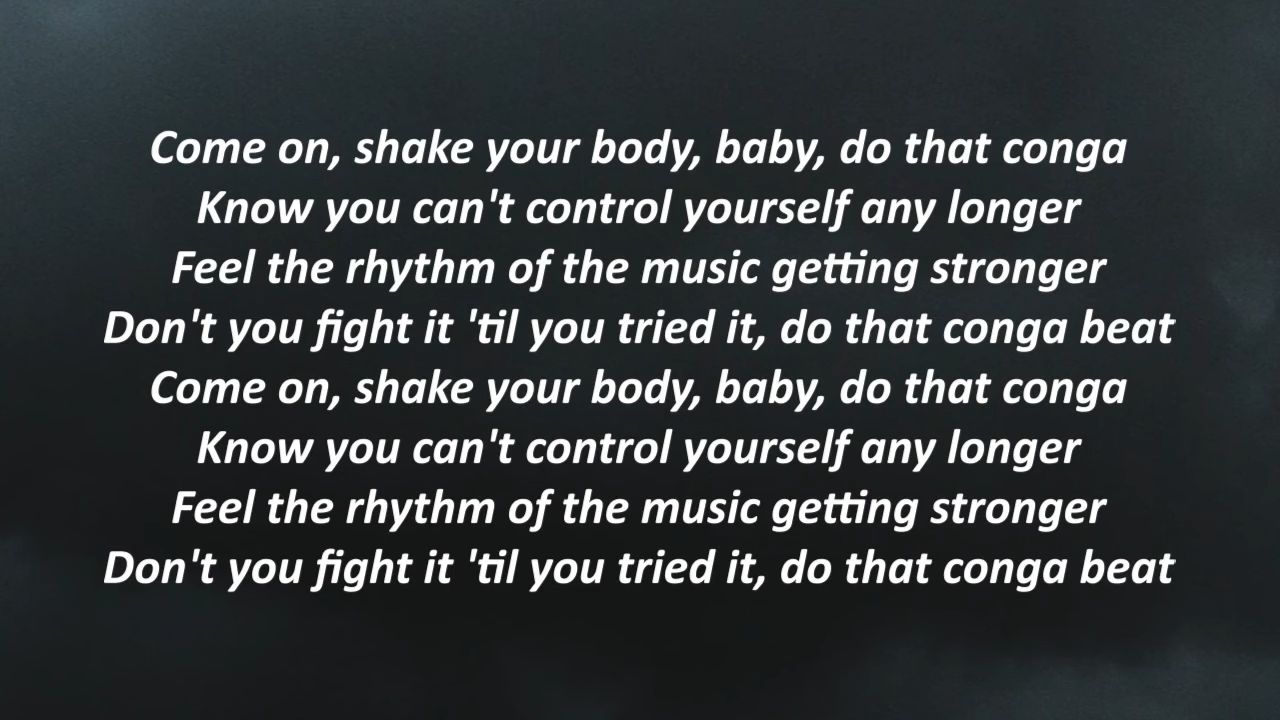 Come on, shake your body, baby, do that conga
Know you can't control yourself any longer
Feel the rhythm of the music getting stronger
Don't you fight it 'til you tried it, do that conga beat
Come on, shake your body, baby, do that conga
Know you can't control yourself any longer
Feel the rhythm of the music getting stronger
Don't you fight it 'til you tried it, do that conga beat